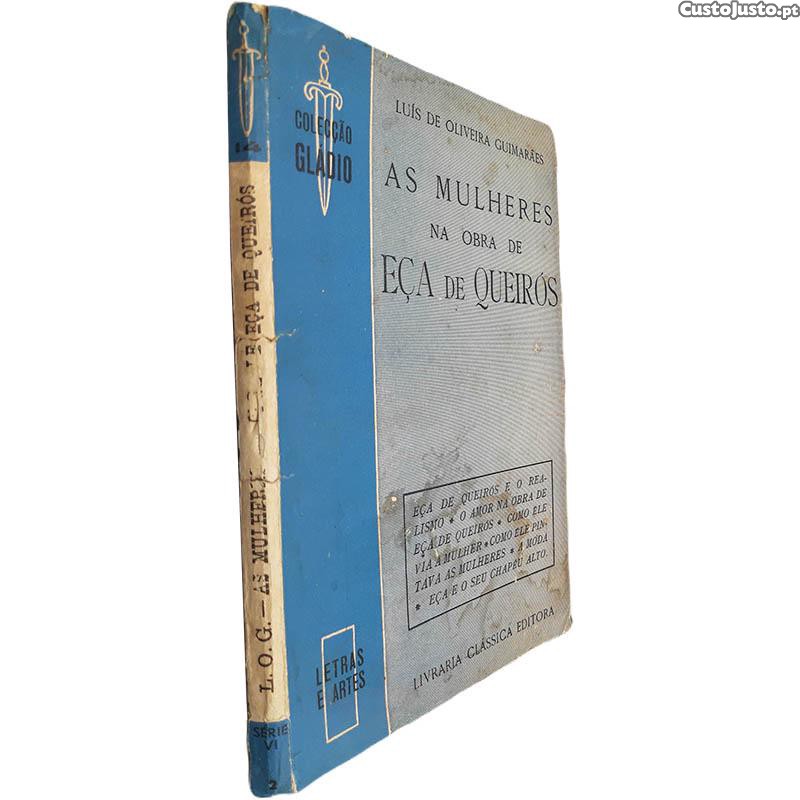 CustoJusto.pt
14
L. O. G. — AS MULHER
EÇA DE QUEIRÓS
SÉRIE
VI
2
COLECÇÃO
GLÁDIO
LETRAS
E ARTES
LUÍS DE OLIVEIRA GUIMARÃES
AS MULHERES
NA OBRA DE
EÇA DE QUEIRÓS
EÇA DE QUEIRÓS E O REA-
LISMO * O AMOR NA OBRA DE
EÇA DE QUEIRÓS * COMO ELE
VIA A MULHER * COMO ELE PIN-
TAVA AS MULHERES * A MODA
* EÇA E O SEU CHAPÉU ALTO.
LIVRARIA CLÁSSICA EDITORA